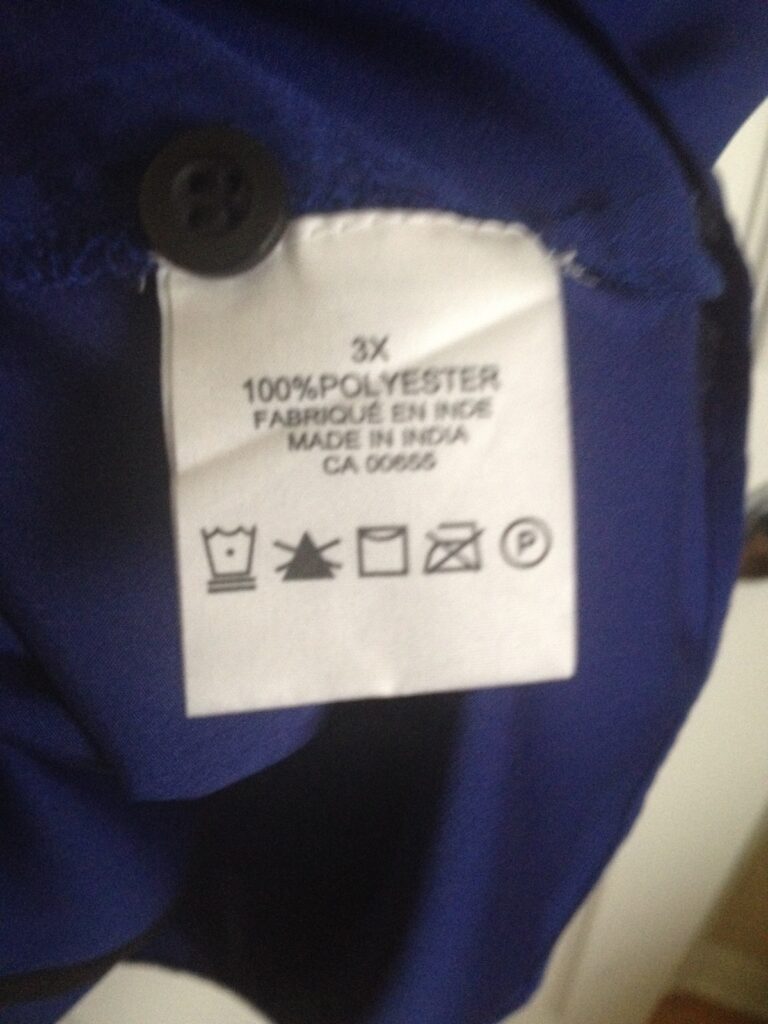 3X
100%POLYESTER
FABRIQUÉ EN INDE
MADE IN INDIA
CA 00655
P